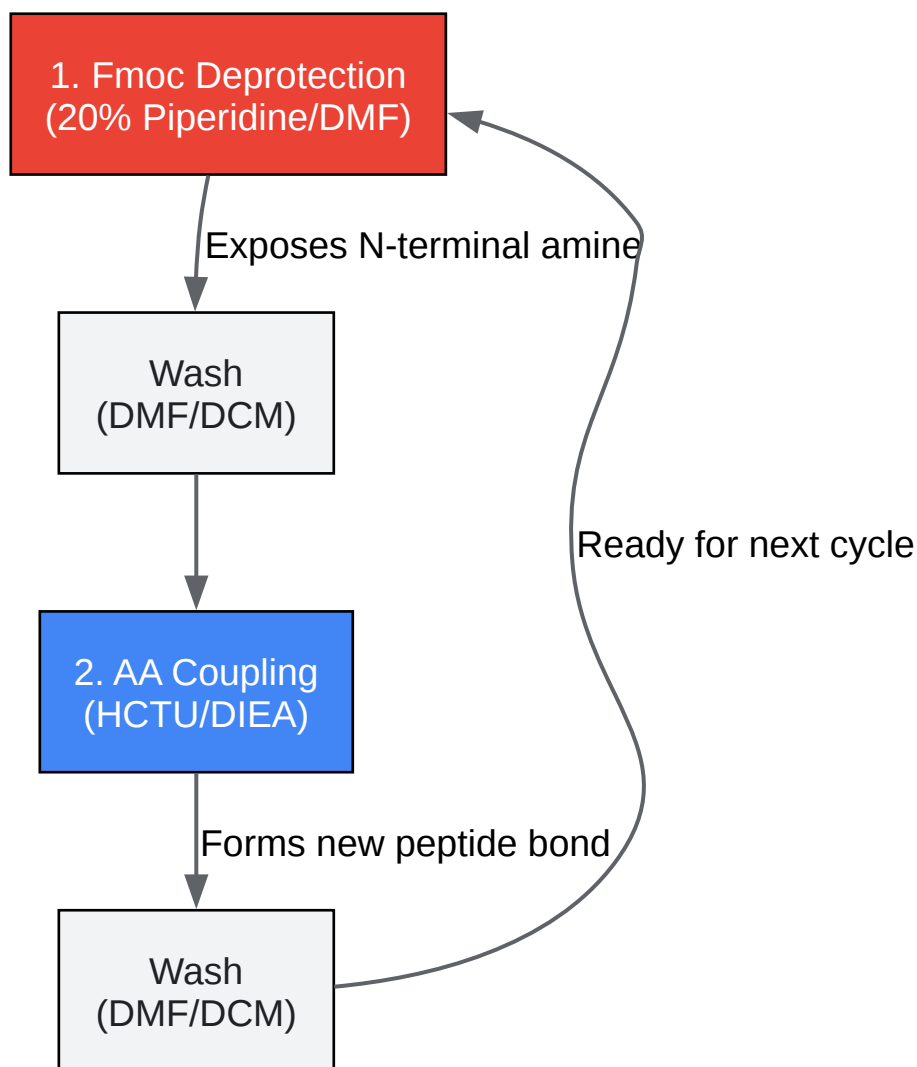 1. Fmoc Deprotection
(20% Piperidine/DMF)
Exposes N-terminal amine
Wash
(DMF/DCM)
Ready for next cycle
2. AA Coupling
(HCTU/DIEA)
Forms new peptide bond
Wash
(DMF/DCM)